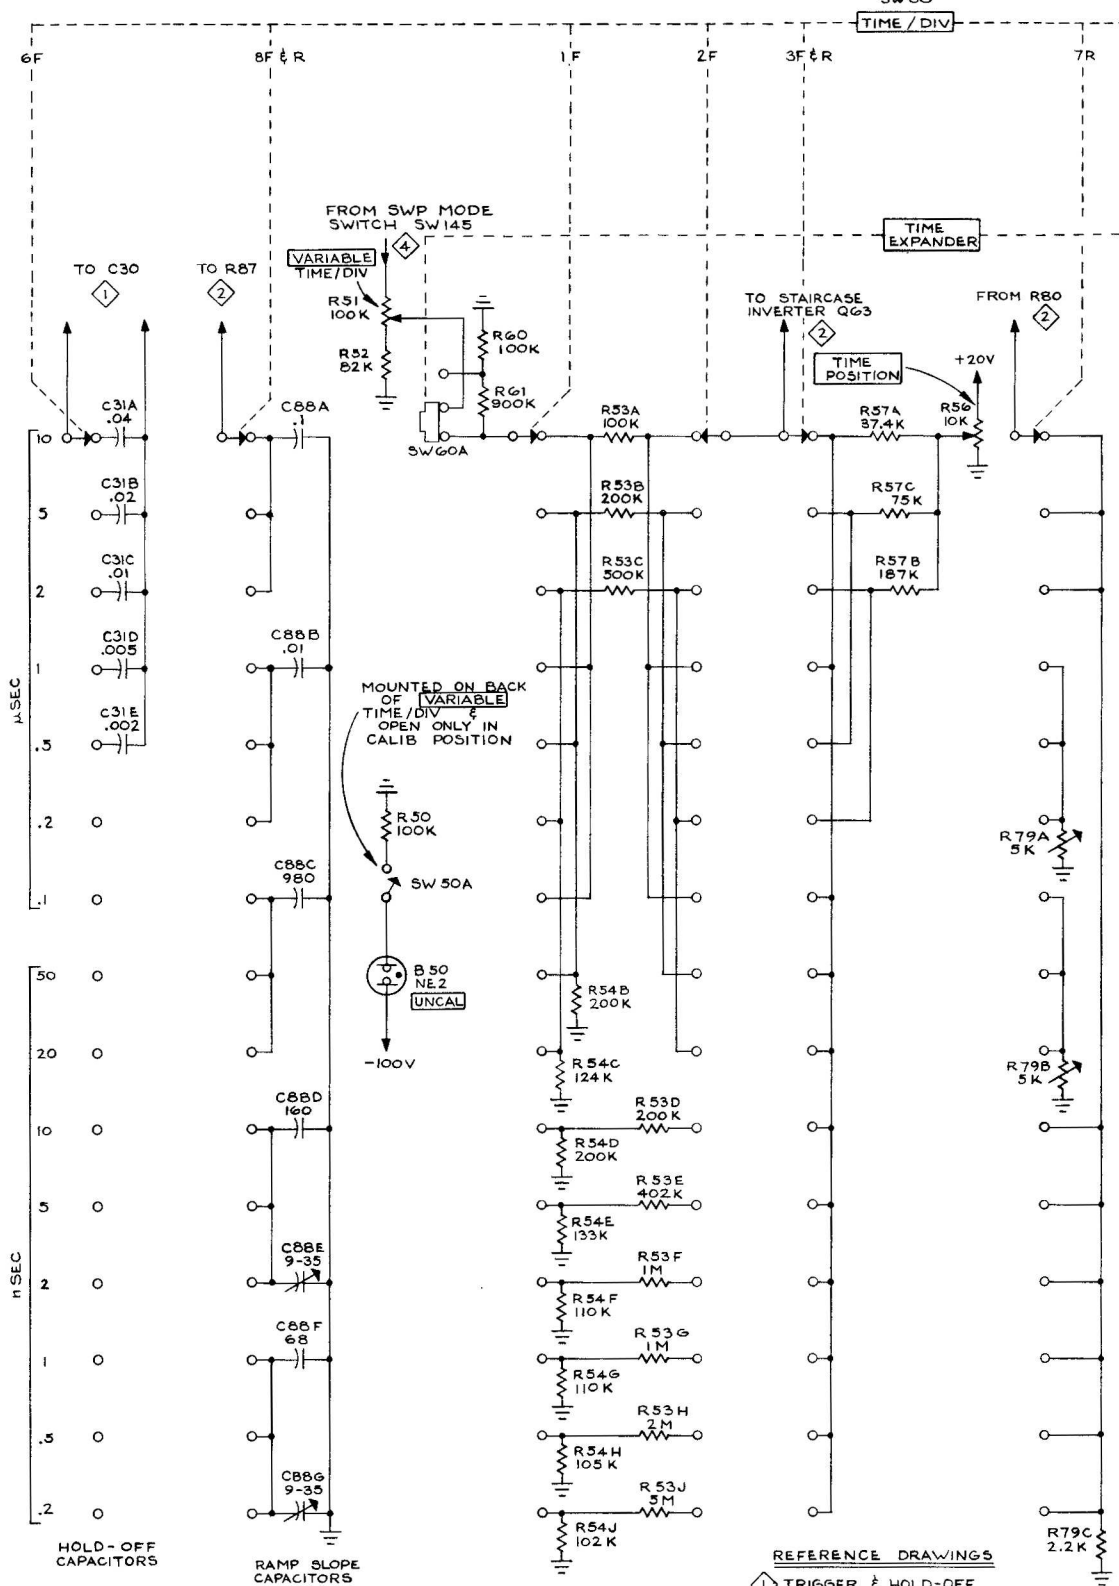 SW60
TIME / DIV
6F
8F & R
1F
2F
3F & R
7R
FROM SWP MODE
SWITCH SW145
4
TIME
EXPANDER
VARIABLE
TIME/DIV
TO C30
1
TO R87
2
R51
100K
R52
82K
R60
100K
R61
900K
SW60A
TO STAIRCASE
INVERTER Q63
2
FROM R80
2
TIME
POSITION
+20V
R56
10K
C31A
.04
C88A
.1
R53A
100K
R57A
37.4K
10
C31B
.02
R53B
200K
R57C
75K
5
C31C
.01
R53C
500K
R57B
187K
2
C31D
.005
C88B
.01
1
μSEC
MOUNTED ON BACK
OF VARIABLE
TIME/DIV &
OPEN ONLY IN
CALIB POSITION
C31E
.002
.5
R50
100K
.2
R79A
5K
C88C
980
SW50A
.1
B50
NE2
UNCAL
50
R54B
200K
20
-100V
R54C
124K
R79B
5K
C88D
160
R53D
200K
10
R54D
200K
R53E
402K
5
R54E
133K
nSEC
C88E
9-35
R53F
1M
2
R54F
110K
C88F
68
R53G
1M
1
R54G
110K
R53H
2M
.5
R54H
105K
C88G
9-35
R53J
5M
.2
R54J
102K
R79C
2.2K
HOLD-OFF
CAPACITORS
RAMP SLOPE
CAPACITORS
REFERENCE DRAWINGS
1 TRIGGER & HOLD-OFF